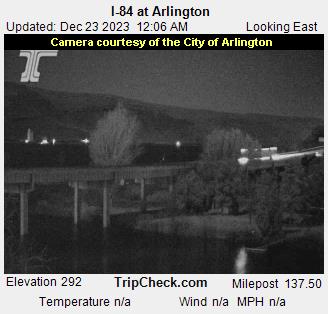 I-84 at Arlington
Updated: Dec 23 2023 12:06 AM Looking East
Camera courtesy of the City of Arlington
Elevation 292 TripCheck.com Milepost 137.50
Temperature n/a Wind n/a MPH n/a